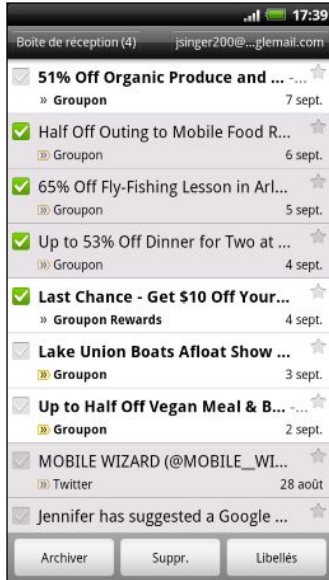 17:39
Boîte de réception (4) jsinger200@...glemail.com
51% Off Organic Produce and ... -...
» Groupon 7 sept.
Half Off Outing to Mobile Food R...
» Groupon 6 sept.
65% Off Fly-Fishing Lesson in Arl...
» Groupon 5 sept.
Up to 53% Off Dinner for Two at ...
» Groupon 4 sept.
Last Chance - Get $10 Off Your...
» Groupon Rewards 4 sept.
Lake Union Boats Afloat Show ...
» Groupon 3 sept.
Up to Half Off Vegan Meal & B... -...
» Groupon 2 sept.
MOBILE WIZARD (@MOBILE__WI...
» Twitter 28 août
Jennifer has suggested a Google ...
Archiver Suppr. Libellés